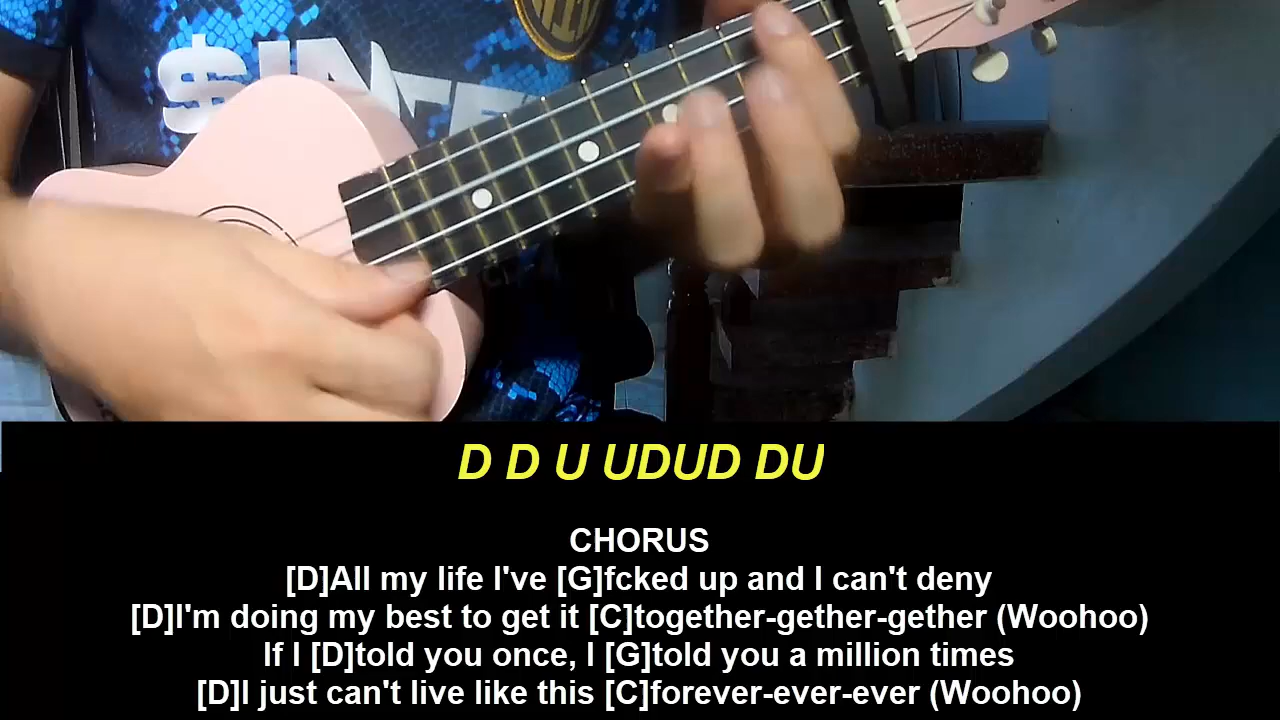 $INTER
D D U UDUD DU
CHORUS
[D]All my life I've [G]fcked up and I can't deny
[D]I'm doing my best to get it [C]together-gether-gether (Woohoo)
If I [D]told you once, I [G]told you a million times
[D]I just can't live like this [C]forever-ever-ever (Woohoo)